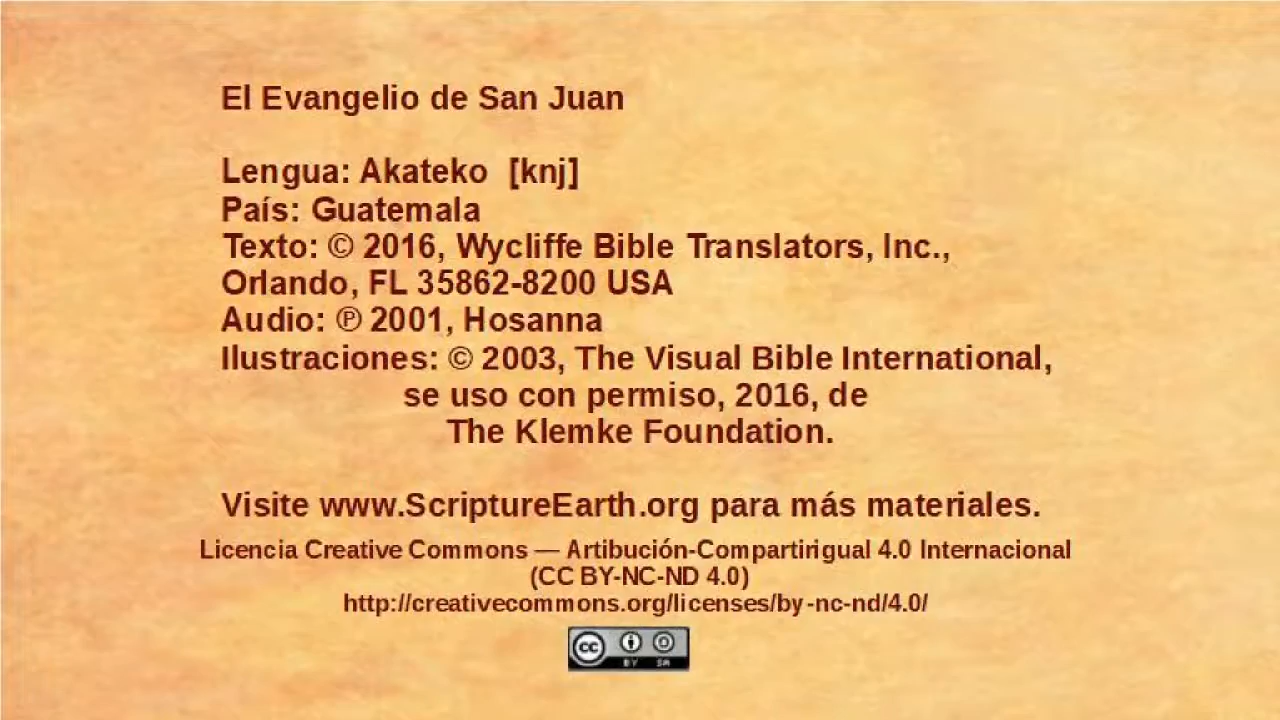 El Evangelio de San Juan
Lengua: Akateko [knj]
País: Guatemala
Texto: © 2016, Wycliffe Bible Translators, Inc.,
Orlando, FL 35862-8200 USA
Audio: ℗ 2001, Hosanna
Ilustraciones: © 2003, The Visual Bible International,
se uso con permiso, 2016, de
The Klemke Foundation.
Visite www.ScriptureEarth.org para más materiales.
Licencia Creative Commons — Artibución-Compartirigual 4.0 Internacional
(CC BY-NC-ND 4.0)
http://creativecommons.org/licenses/by-nc-nd/4.0/
cc BY SA